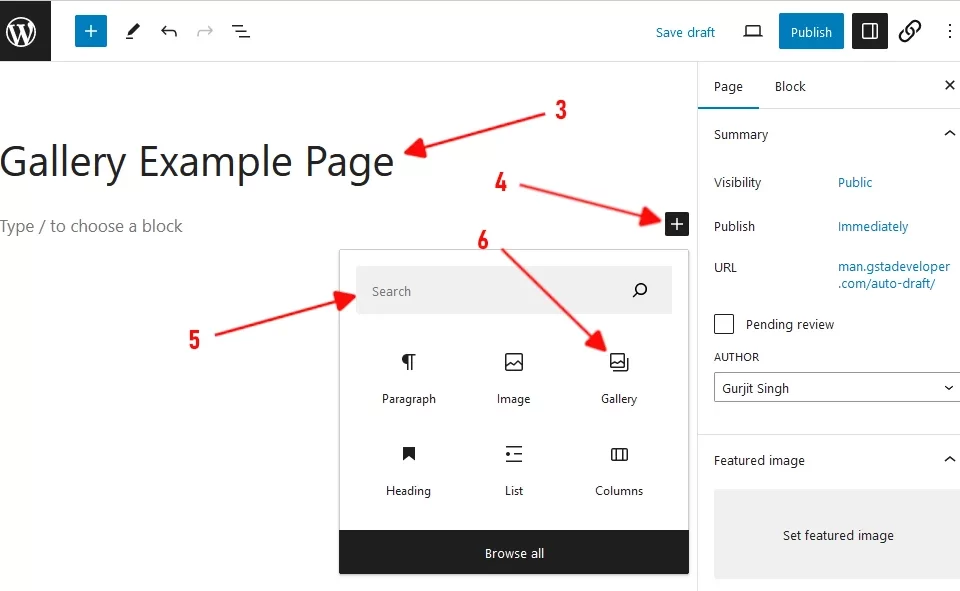 Save draft
Publish
Page
Block
3
Gallery Example Page
Summary
4
Visibility
Public
Type / to choose a block
Publish
Immediately
6
URL
man.gstadeveloper
.com/auto-draft/
Search
5
Pending review
AUTHOR
Gurjit Singh
Paragraph
Image
Gallery
Heading
List
Columns
Featured image
Set featured image
Browse all